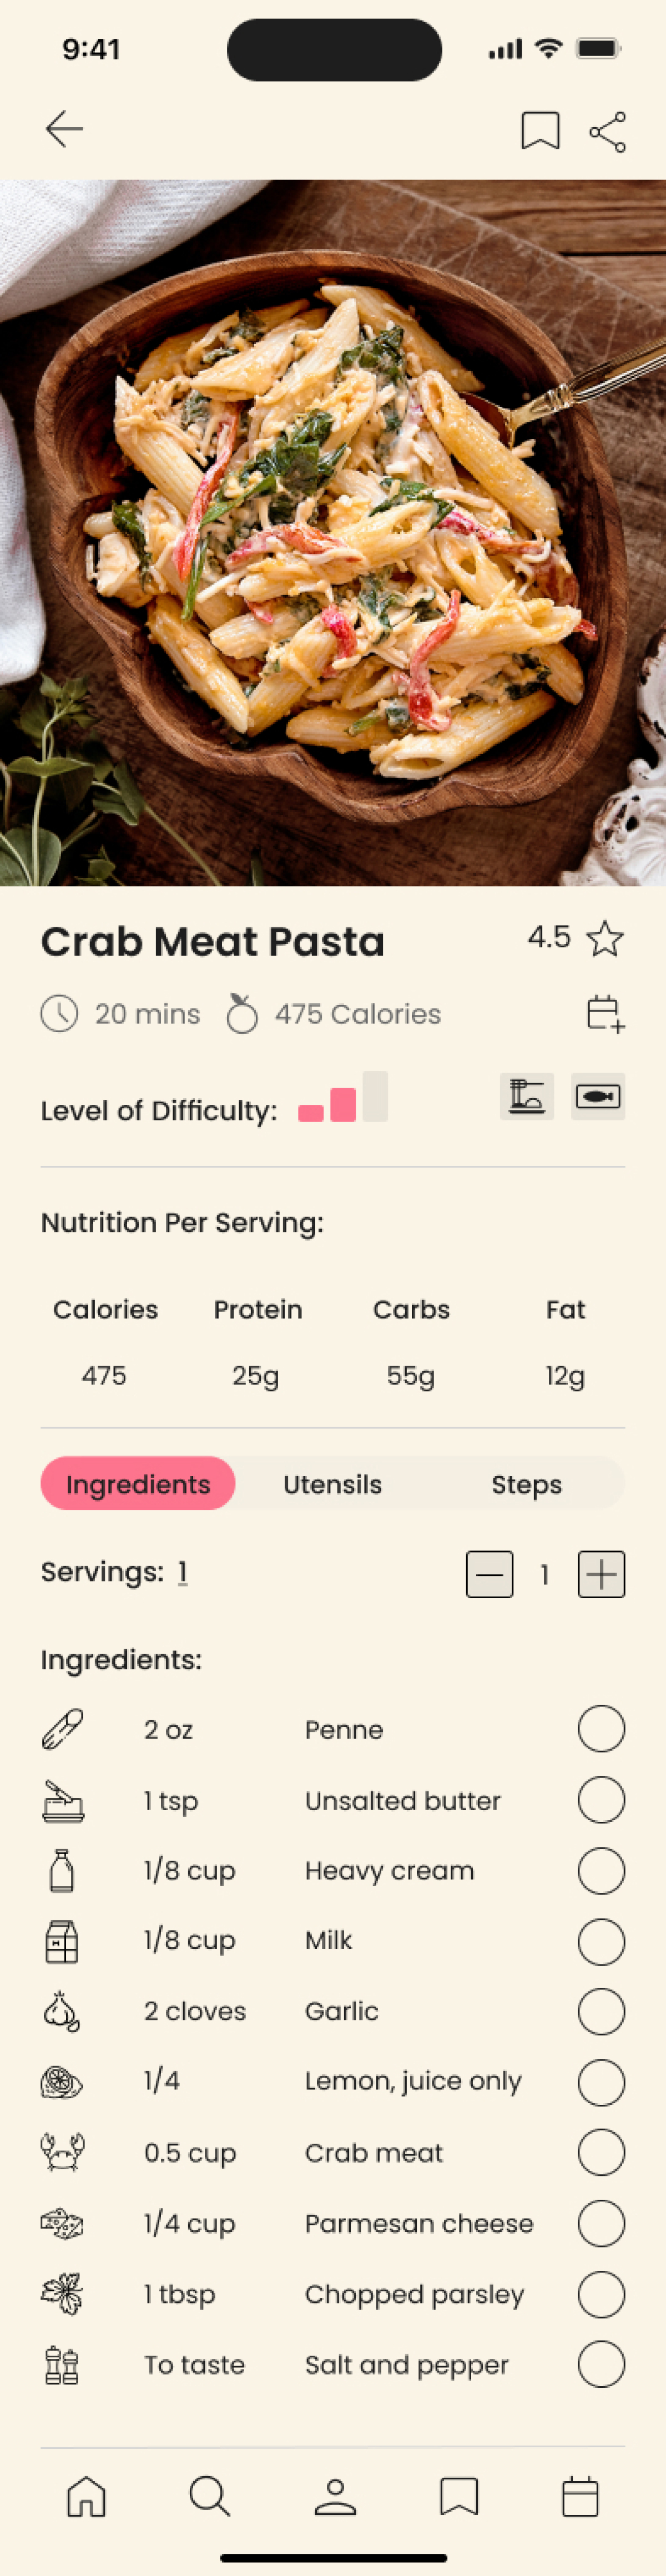 9:41
Crab Meat Pasta 4.5
20 mins 475 Calories
Level of Difficulty:
Nutrition Per Serving:
Calories Protein Carbs Fat
475 25g 55g 12g
Ingredients Utensils Steps
Servings: 1 1
Ingredients:
2 oz Penne
1 tsp Unsalted butter
1/8 cup Heavy cream
1/8 cup Milk
2 cloves Garlic
1/4 Lemon, juice only
0.5 cup Crab meat
1/4 cup Parmesan cheese
1 tbsp Chopped parsley
To taste Salt and pepper